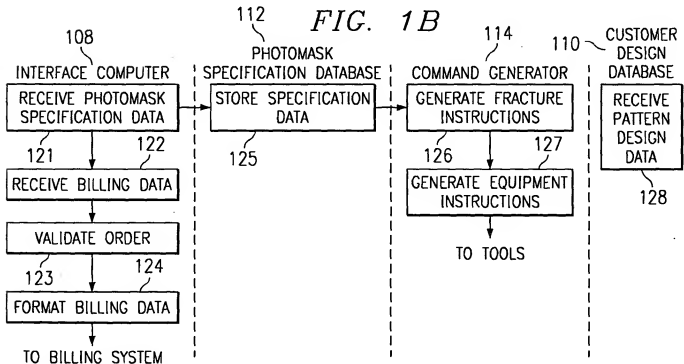 FIG. 1B
108
INTERFACE COMPUTER
RECEIVE PHOTOMASK
SPECIFICATION DATA
121
122
RECEIVE BILLING DATA
VALIDATE ORDER
123
124
FORMAT BILLING DATA
TO BILLING SYSTEM
112
PHOTOMASK
SPECIFICATION DATABASE
STORE SPECIFICATION
DATA
125
114
COMMAND GENERATOR
GENERATE FRACTURE
INSTRUCTIONS
126
127
GENERATE EQUIPMENT
INSTRUCTIONS
TO TOOLS
110
CUSTOMER
DESIGN
DATABASE
RECEIVE
PATTERN
DESIGN
DATA
128